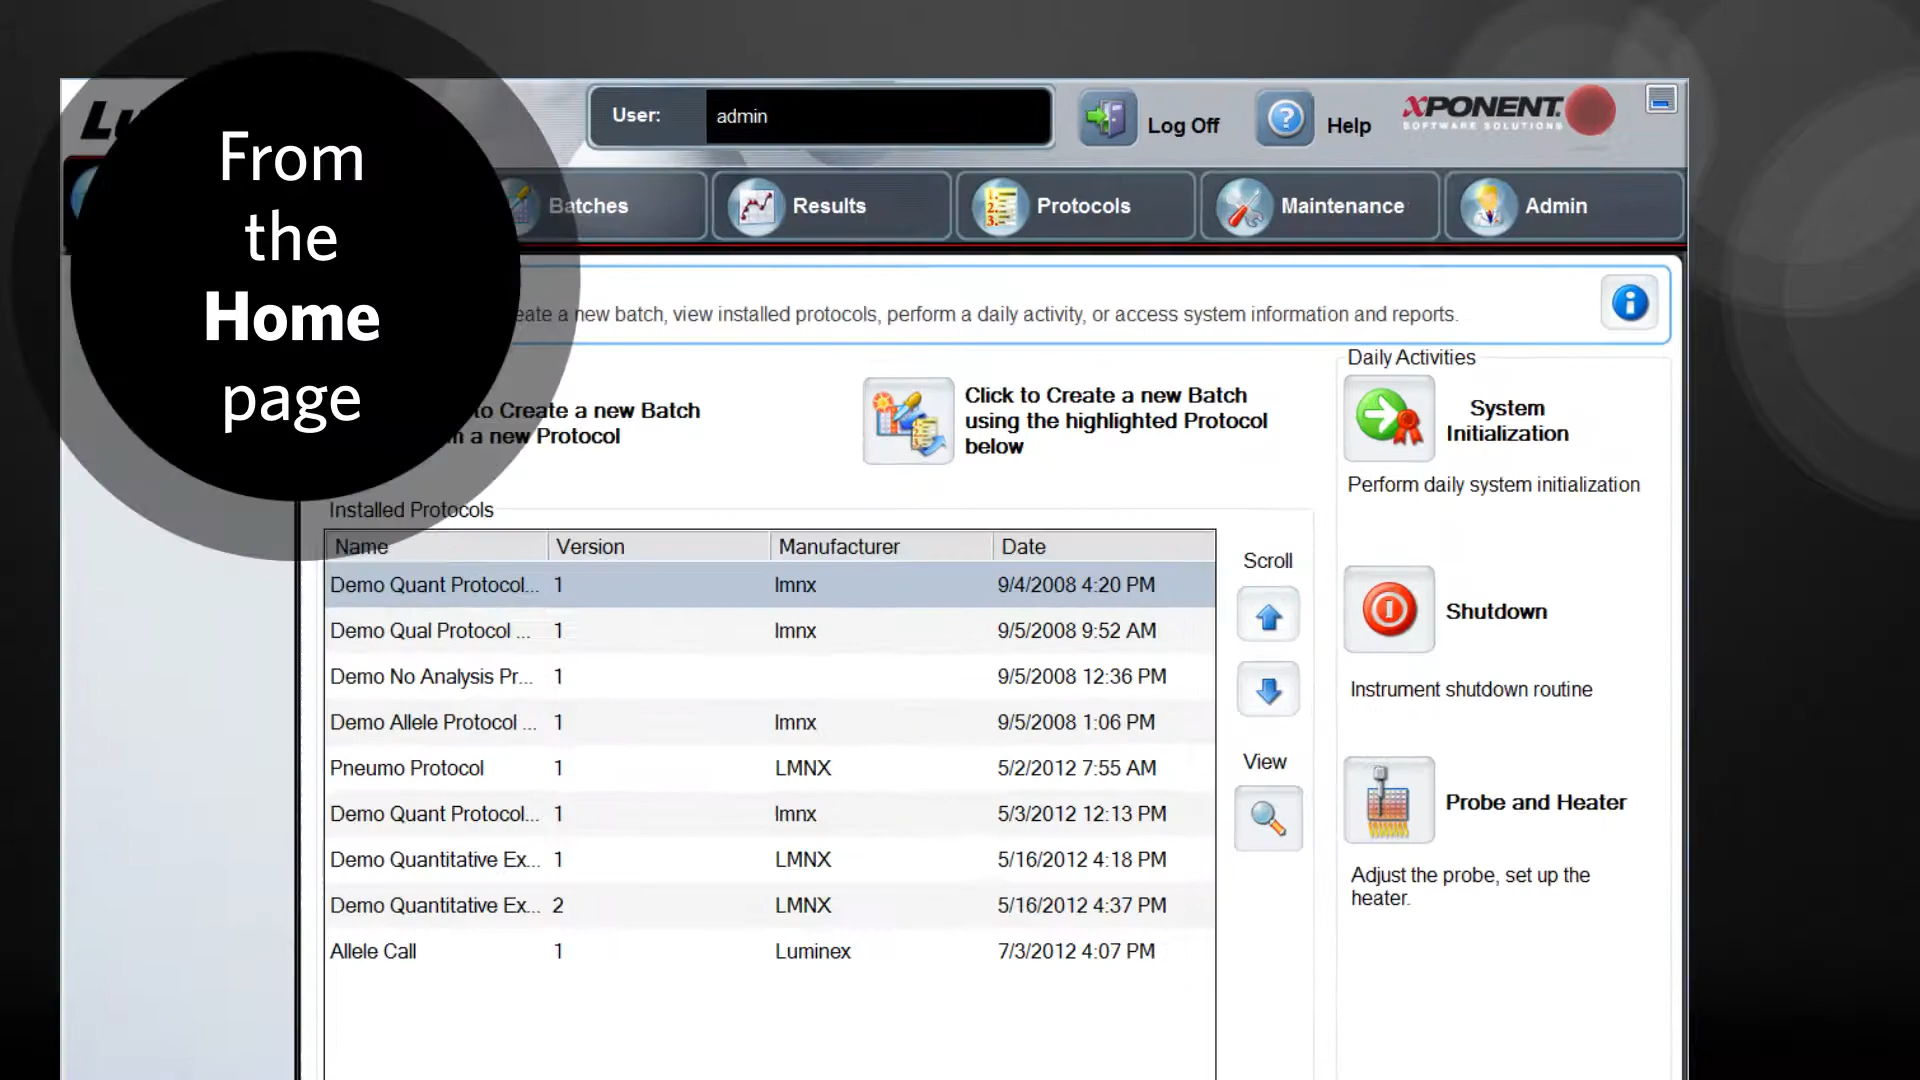 From
the
Home
page
User:
admin
Log Off
Help
XPONENT.
SOFTWARE SOLUTIONS
Batches
Results
Protocols
Maintenance
Admin
a new batch, view installed protocols, perform a daily activity, or access system information and reports.
to Create a new Batch
a new Protocol
Click to Create a new Batch
using the highlighted Protocol
below
Daily Activities
System
Initialization
Perform daily system initialization
Shutdown
Instrument shutdown routine
Probe and Heater
Adjust the probe, set up the
heater.
Installed Protocols
Name Version Manufacturer Date
Demo Quant Protocol... 1 lmnx 9/4/2008 4:20 PM
Demo Qual Protocol ... 1 lmnx 9/5/2008 9:52 AM
Demo No Analysis Pr... 1 9/5/2008 12:36 PM
Demo Allele Protocol ... 1 lmnx 9/5/2008 1:06 PM
Pneumo Protocol 1 LMNX 5/2/2012 7:55 AM
Demo Quant Protocol... 1 lmnx 5/3/2012 12:13 PM
Demo Quantitative Ex... 1 LMNX 5/16/2012 4:18 PM
Demo Quantitative Ex... 2 LMNX 5/16/2012 4:37 PM
Allele Call 1 Luminex 7/3/2012 4:07 PM
Scroll
View